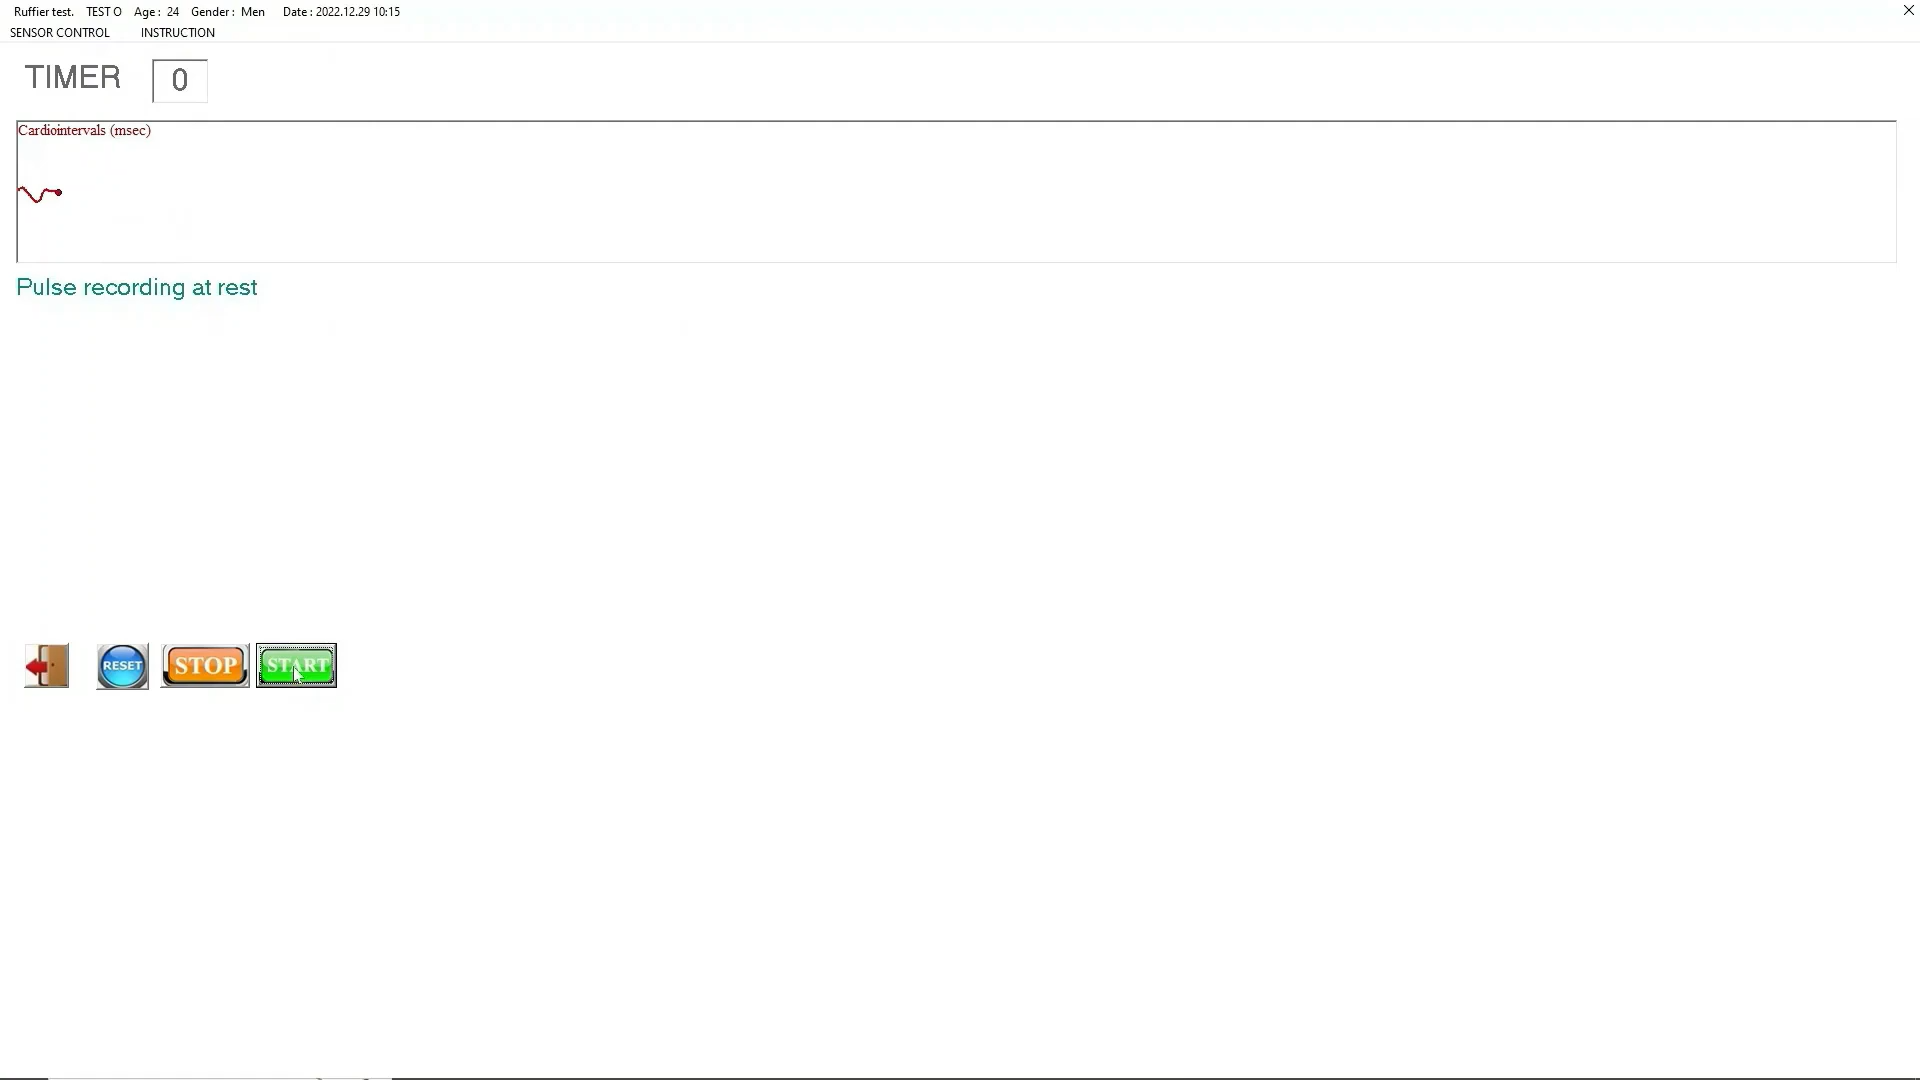 Ruffier test. TEST O Age : 24 Gender : Men Date : 2022.12.29 10:15
SENSOR CONTROL INSTRUCTION
TIMER 0
Cardiointervals (msec)
Pulse recording at rest
RESET STOP START